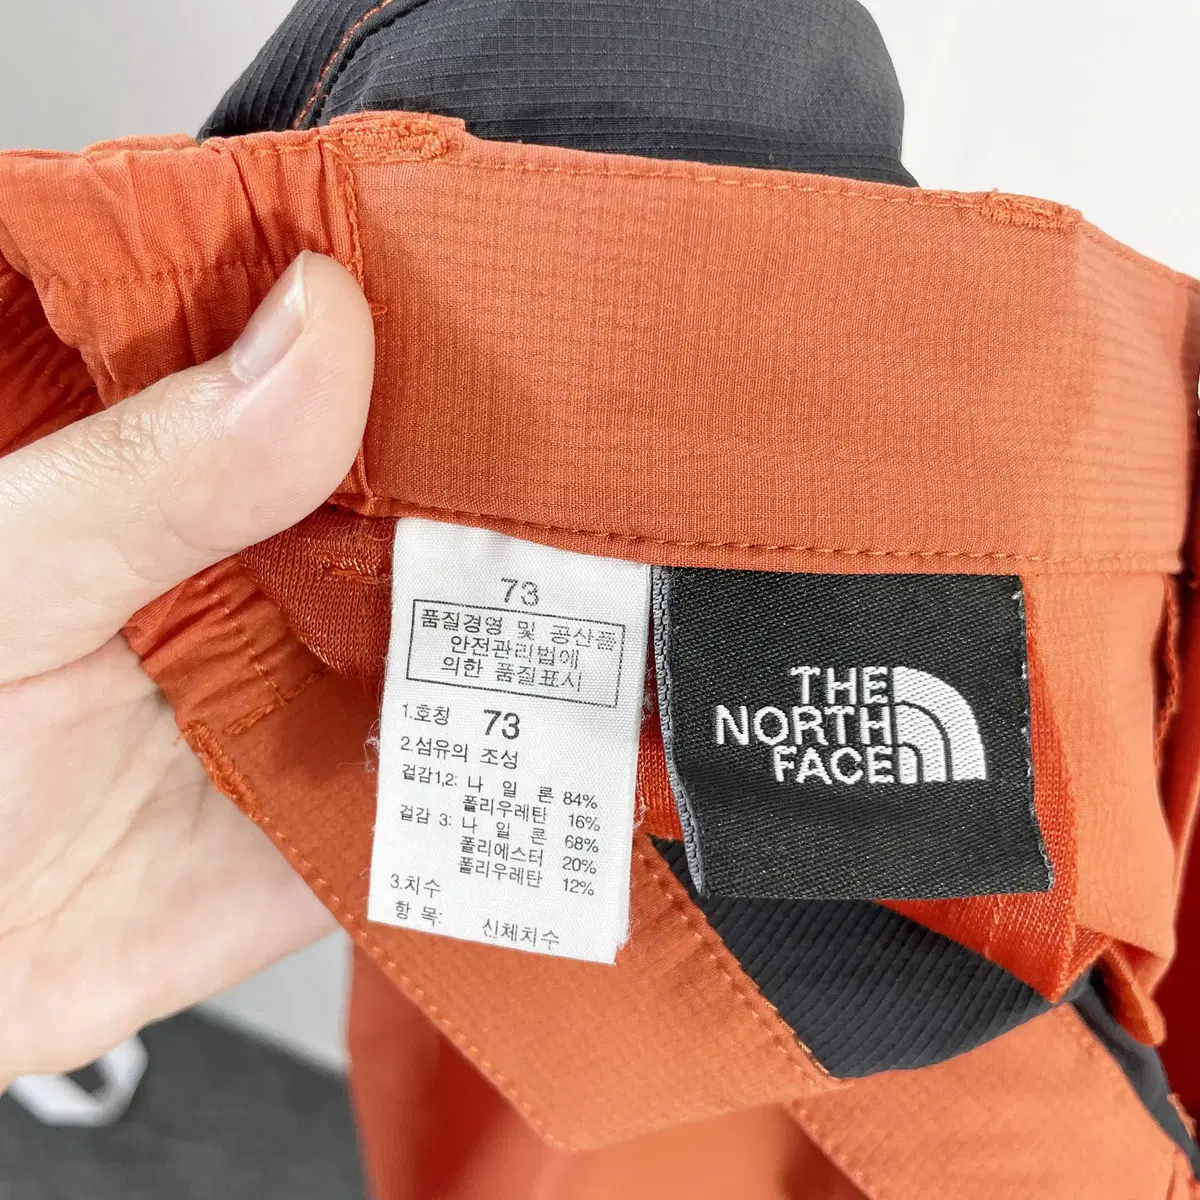 73
품질경영 및 공산품
안전관리법에
의한 품질표시
1.호칭 73
2.섬유의 조성
겉감1,2: 나 일 론 84%
폴리우레탄 16%
겉감 3: 나 일 론 68%
폴리에스터 20%
폴리우레탄 12%
3.치수
항 목: 신체치수
THE
NORTH
FACE